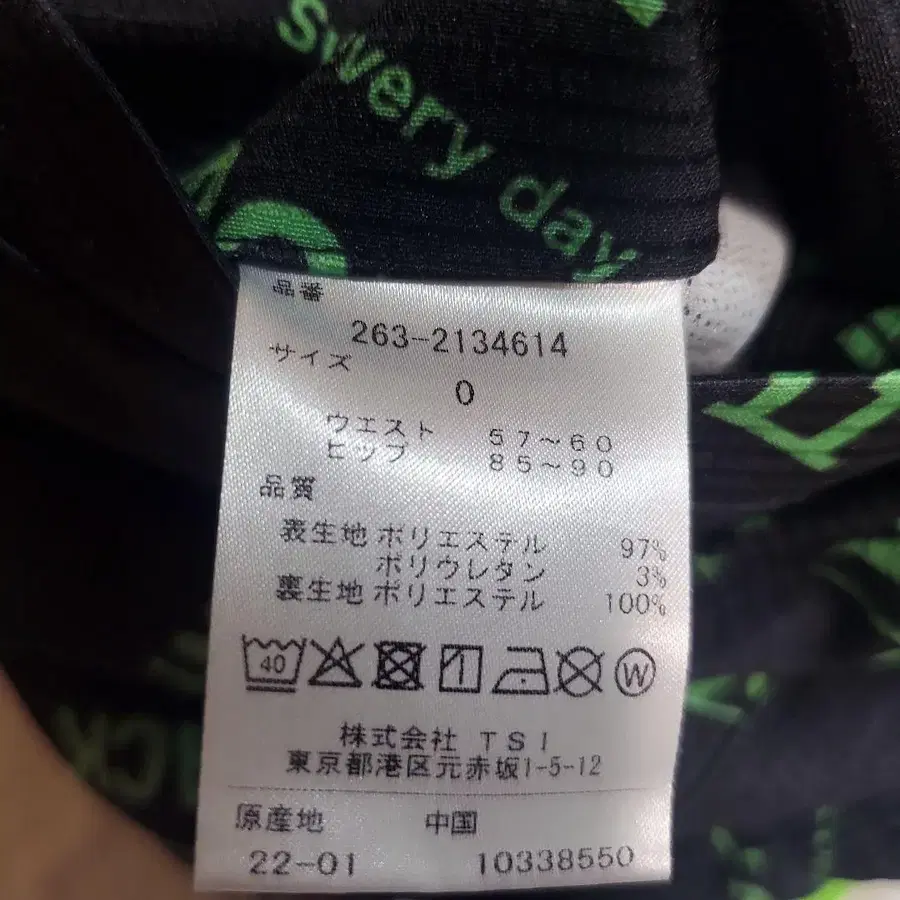 swery day
品番
263-2134614
サイズ
0
ウエスト 57~60
ヒップ 85~90
品質
表生地 ポリエステル 97%
ポリウレタン 3%
裏生地 ポリエステル 100%
40
W
株式会社 TSI
東京都港区元赤坂1-5-12
原産地 中国
22-01 10338550